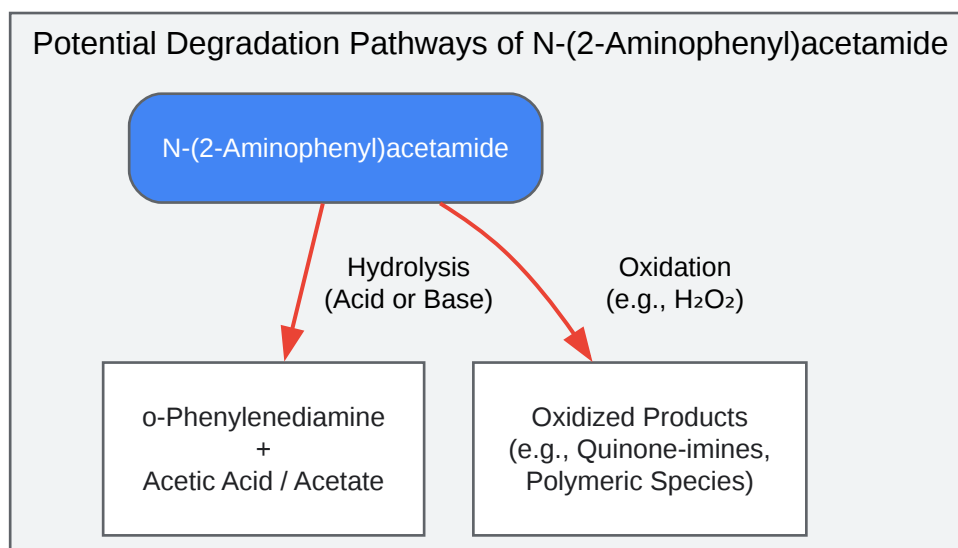 Potential Degradation Pathways of N-(2-Aminophenyl)acetamide
N-(2-Aminophenyl)acetamide
Hydrolysis
(Acid or Base)
Oxidation
(e.g., H₂O₂)
o-Phenylenediamine
+
Acetic Acid / Acetate
Oxidized Products
(e.g., Quinone-imines,
Polymeric Species)